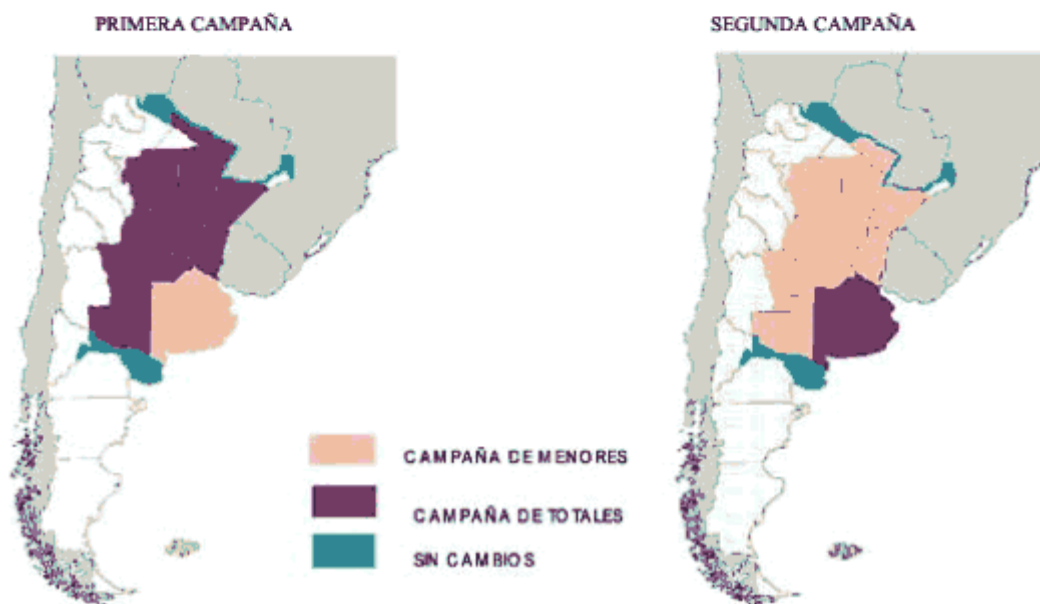 PRIMERA CAMPAÑA
SEGUNDA CAMPAÑA
CAMPAÑA DE MENORES
CAMPAÑA DE TOTALES
SIN CAMBIOS